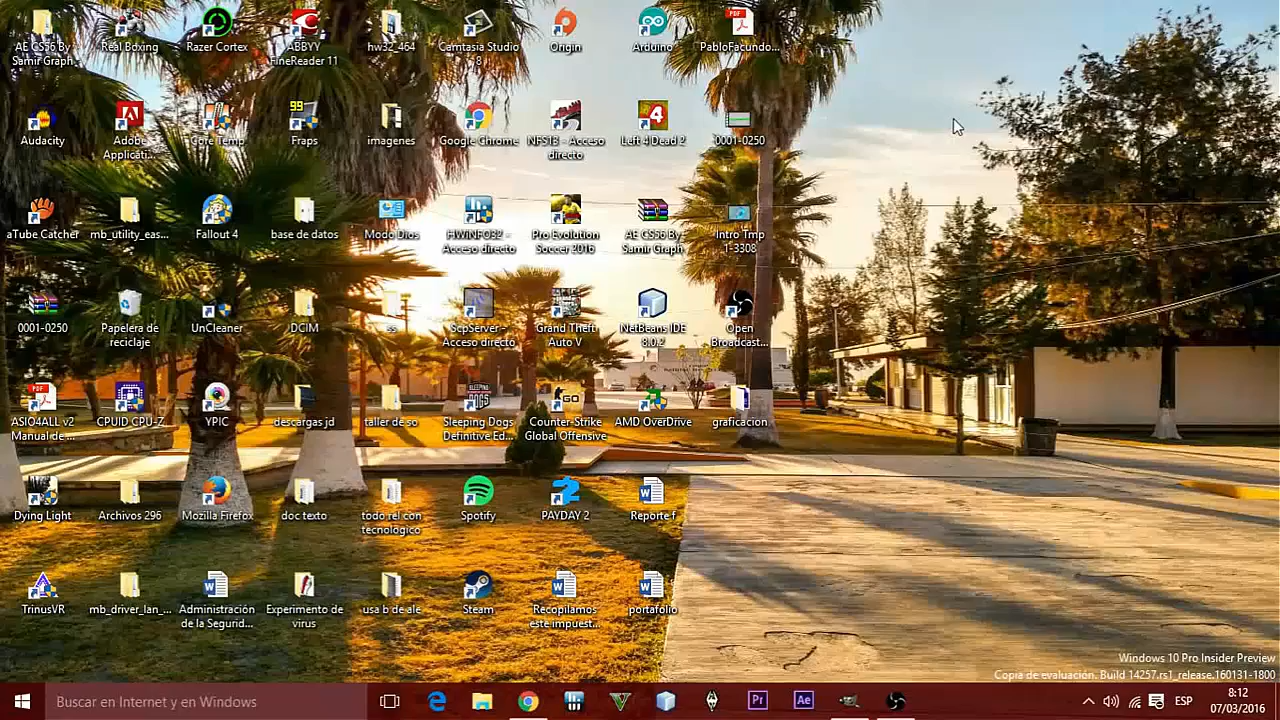 AE CS56 By
Samir Graph
Real Boxing
Razer Cortex
ABBYY
FineReader 11
hw32_464
Camtasia Studio
8
Origin
Arduino
PabloFacundo...
Audacity
Adobe
Applicati...
Core Temp
99
Fraps
imagenes
Google Chrome
NFS13 - Acceso
directo
Left 4 Dead 2
0001-0250
aTube Catcher
mb_utility_eas...
Fallout 4
base de datos
Modo Dios
HWiNFO32 -
Acceso directo
Pro Evolution
Soccer 2016
AE CS56 By
Samir Graph
Intro Tmp
1-3308
0001-0250
Papelera de
reciclaje
UnCleaner
DCIM
ss
ScpServer -
Acceso directo
Grand Theft
Auto V
NetBeans IDE
8.0.2
Open
Broadcast...
ASIO4ALL v2
Manual de ...
CPUID CPU-Z
YPIC
descargas jd
taller de so
Sleeping Dogs
Definitive Ed...
Counter-Strike
Global Offensive
AMD OverDrive
graficacion
Dying Light
Archivos 296
Mozilla Firefox
doc texto
todo rel con
tecnológico
Spotify
PAYDAY 2
Reporte f
TrinusVR
mb_driver_lan_...
Administración
de la Segurid...
Experimento de
virus
usa b de ale
Steam
Recopilamos
este impuest...
portafolio
Windows 10 Pro Insider Preview
Copia de evaluación. Build 14257.rs1_release.160131-1800
Buscar en Internet y en Windows
Pr
Ae
ESP
8:12
07/03/2016